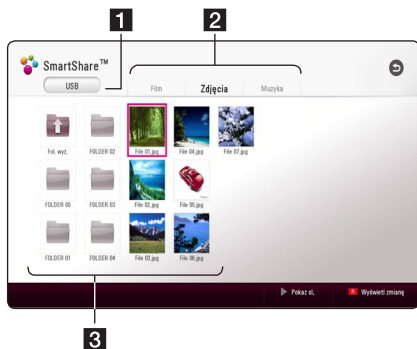 1
2
SmartShare™
USB
Film
Zdjęcia
Muzyka
Fol. wyż.
FOLDER 02
File 01.jpg
File 04.jpg
File 07.jpg
FOLDER 00
FOLDER 03
File 02.jpg
File 05.jpg
FOLDER 01
FOLDER 04
File 03.jpg
File 06.jpg
Pokaz sl,
R Wyświetl zmianę
3